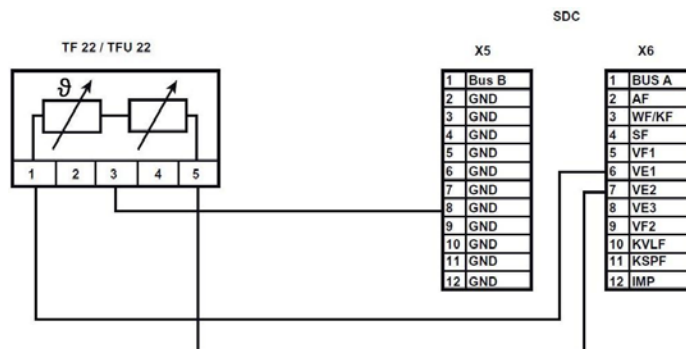 SDC
TF 22 / TFU 22
X5
X6
ϑ
1 2 3 4 5
1 Bus B
2 GND
3 GND
4 GND
5 GND
6 GND
7 GND
8 GND
9 GND
10 GND
11 GND
12 GND
1 BUS A
2 AF
3 WF/KF
4 SF
5 VF1
6 VE1
7 VE2
8 VE3
9 VF2
10 KVLF
11 KSPF
12 IMP